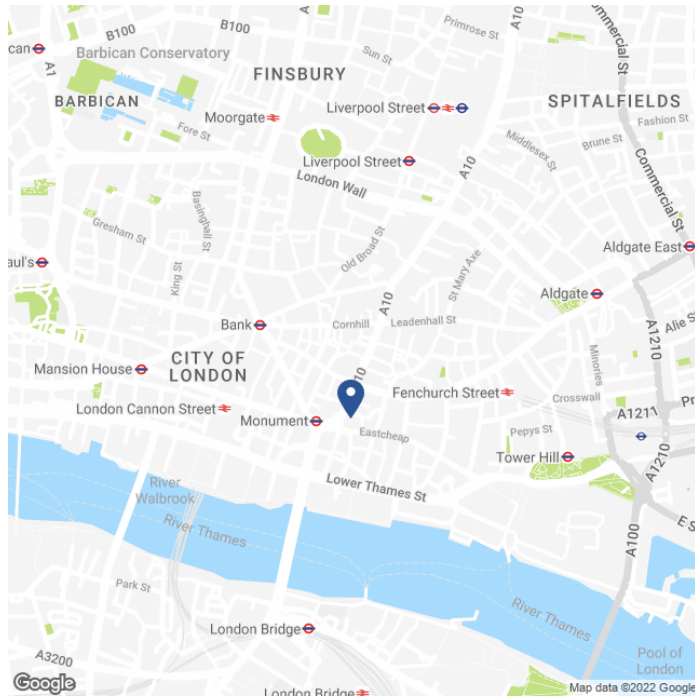 B100
Primrose St
A10
Commercial St
B100
ican
Barbican Conservatory
Sun St
A1
FINSBURY
BARBICAN
Liverpool Street
SPITALFIELDS
Moorgate
Fashion St
Fore St
Middlesex St
Brune St
Liverpool Street
A10
Commercial St
London Wall
Basinghall St
Gresham St
Old Broad St
Aldgate East
aul's
King St
St Mary Axe
Aldgate
A10
Bank
Cornhill
Leadenhall St
Alie S
A1210
Minories
CITY OF
LONDON
Mansion House
10
Fenchurch Street
Crosswall
Pr
London Cannon Street
A1211
Monument
Eastcheap
Pepys St
Tower Hill
A1210
River
Walbrook
Lower Thames St
River Thames
E S
A100
Park St
River Thames
London Bridge
Pool of
London
A3200
Google
London Bridge
Map data ©2022 Google